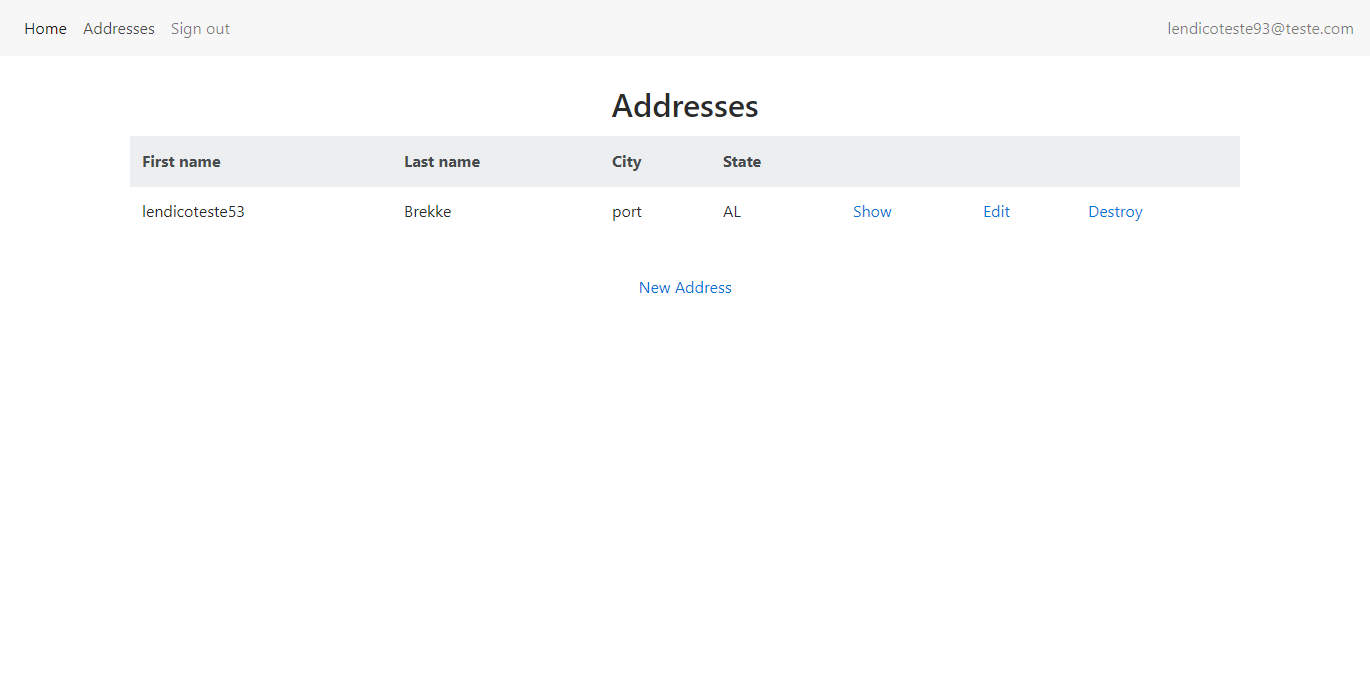 Home Addresses Sign out lendicoteste93@teste.com
Addresses
First name Last name City State
lendicoteste53 Brekke port AL Show Edit Destroy
New Address